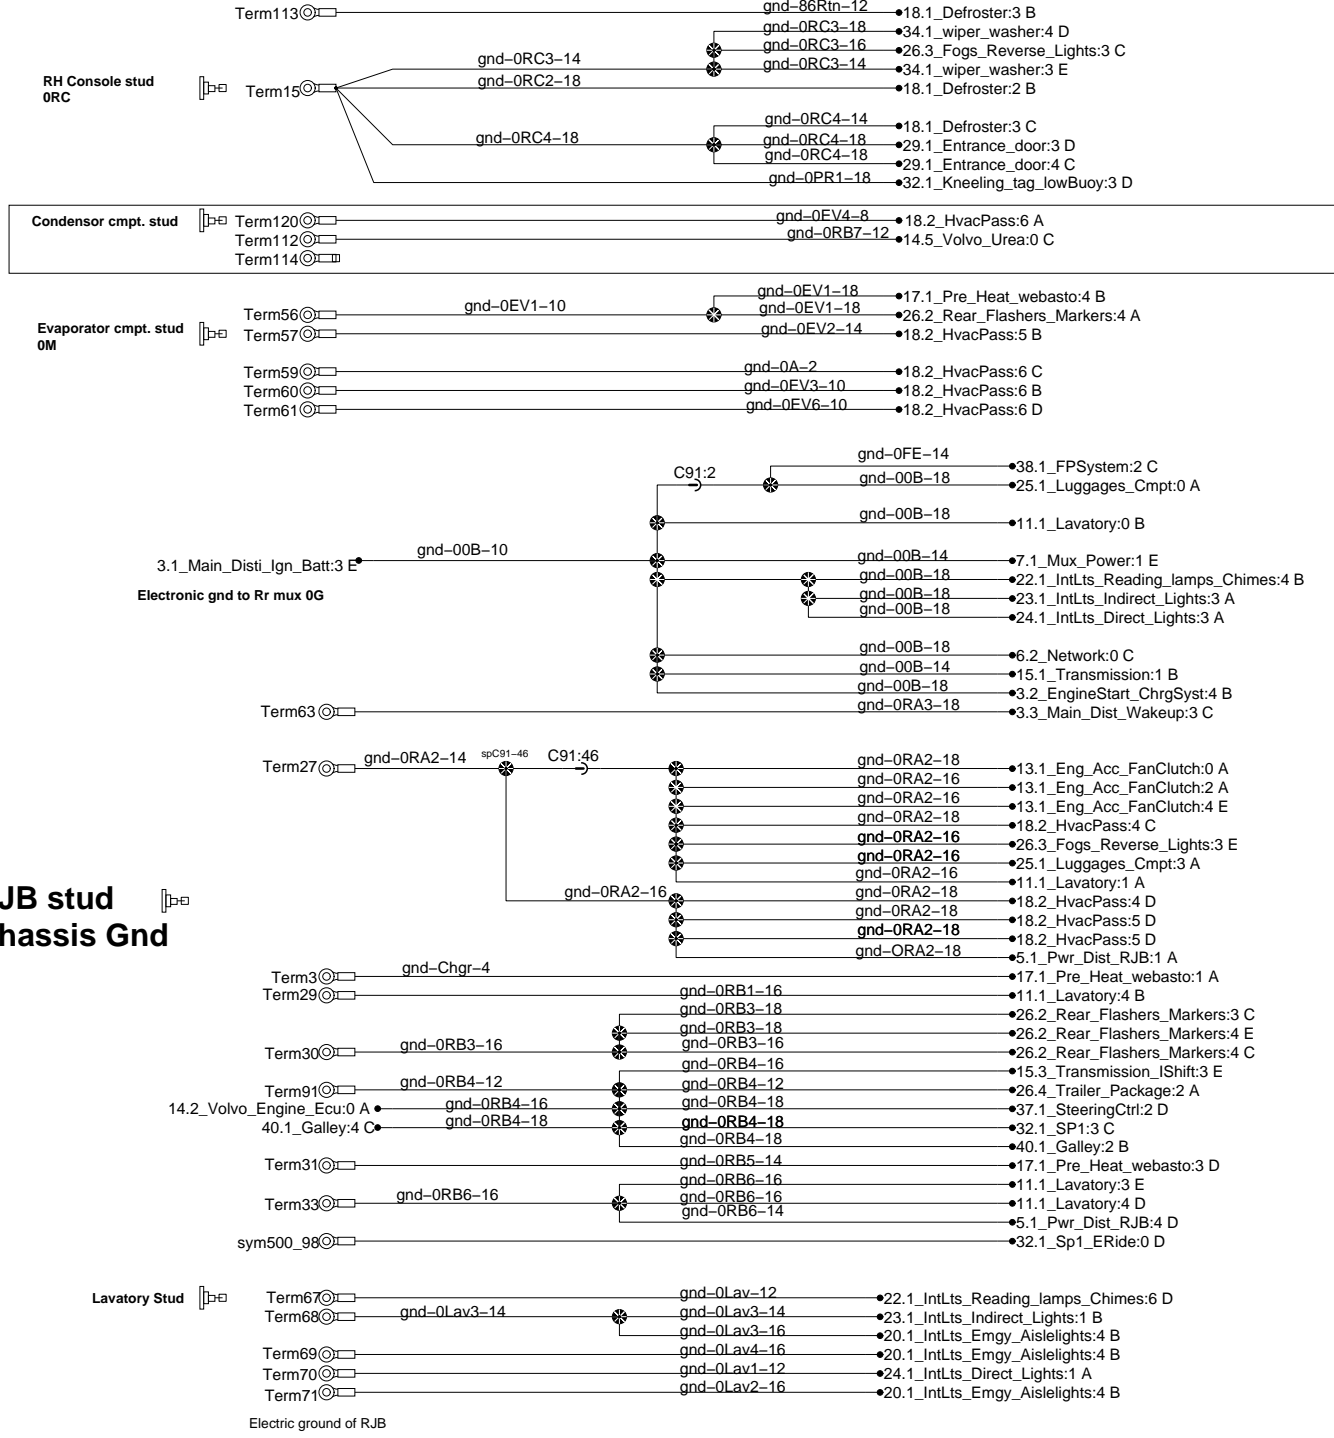 Term113 gnd-86Rtn-12 18.1_Defroster:3 B
gnd-0RC3-18 34.1_wiper_washer:4 D
gnd-0RC3-16 26.3_Fogs_Reverse_Lights:3 C
gnd-0RC3-14 gnd-0RC3-14 34.1_wiper_washer:3 E
RH Console stud
0RC
Term15 gnd-0RC2-18 18.1_Defroster:2 B
gnd-0RC4-14 18.1_Defroster:3 C
gnd-0RC4-18 gnd-0RC4-18 29.1_Entrance_door:3 D
gnd-0RC4-18 29.1_Entrance_door:4 C
gnd-0PR1-18 32.1_Kneeling_tag_lowBuoy:3 D
Condensor cmpt. stud Term120 gnd-0EV4-8 18.2_HvacPass:6 A
Term112 gnd-0RB7-12 14.5_Volvo_Urea:0 C
Term114
gnd-0EV1-18 17.1_Pre_Heat_webasto:4 B
Term56 gnd-0EV1-10 gnd-0EV1-18 26.2_Rear_Flashers_Markers:4 A
Evaporator cmpt. stud
0M
Term57 gnd-0EV2-14 18.2_HvacPass:5 B
Term59 gnd-0A-2 18.2_HvacPass:6 C
Term60 gnd-0EV3-10 18.2_HvacPass:6 B
Term61 gnd-0EV6-10 18.2_HvacPass:6 D
gnd-0FE-14 38.1_FPSystem:2 C
C91:2 gnd-00B-18 25.1_Luggages_Cmpt:0 A
gnd-00B-18 11.1_Lavatory:0 B
3.1_Main_Disti_Ign_Batt:3 E gnd-00B-10 gnd-00B-14 7.1_Mux_Power:1 E
gnd-00B-18 22.1_IntLts_Reading_lamps_Chimes:4 B
Electronic gnd to Rr mux 0G gnd-00B-18 23.1_IntLts_Indirect_Lights:3 A
gnd-00B-18 24.1_IntLts_Direct_Lights:3 A
gnd-00B-18 6.2_Network:0 C
gnd-00B-14 15.1_Transmission:1 B
gnd-00B-18 3.2_EngineStart_ChrgSyst:4 B
Term63 gnd-0RA3-18 3.3_Main_Dist_Wakeup:3 C
Term27 gnd-0RA2-14 spC91-46 C91:46 gnd-0RA2-18 13.1_Eng_Acc_FanClutch:0 A
gnd-0RA2-16 13.1_Eng_Acc_FanClutch:2 A
gnd-0RA2-16 13.1_Eng_Acc_FanClutch:4 E
gnd-0RA2-18 18.2_HvacPass:4 C
gnd-0RA2-16 26.3_Fogs_Reverse_Lights:3 E
gnd-0RA2-16 25.1_Luggages_Cmpt:3 A
gnd-0RA2-16 11.1_Lavatory:1 A
JB stud
hassis Gnd
gnd-0RA2-16 gnd-0RA2-18 18.2_HvacPass:4 D
gnd-0RA2-18 18.2_HvacPass:5 D
gnd-0RA2-18 18.2_HvacPass:5 D
gnd-ORA2-18 5.1_Pwr_Dist_RJB:1 A
Term3 gnd-Chgr-4 17.1_Pre_Heat_webasto:1 A
Term29 gnd-0RB1-16 11.1_Lavatory:4 B
gnd-0RB3-18 26.2_Rear_Flashers_Markers:3 C
gnd-0RB3-18 26.2_Rear_Flashers_Markers:4 E
Term30 gnd-0RB3-16 gnd-0RB3-16 26.2_Rear_Flashers_Markers:4 C
gnd-0RB4-16 15.3_Transmission_IShift:3 E
Term91 gnd-0RB4-12 gnd-0RB4-12 26.4_Trailer_Package:2 A
14.2_Volvo_Engine_Ecu:0 A gnd-0RB4-16 gnd-0RB4-18 37.1_SteeringCtrl:2 D
40.1_Galley:4 C gnd-0RB4-18 gnd-0RB4-18 32.1_SP1:3 C
gnd-0RB4-18 40.1_Galley:2 B
Term31 gnd-0RB5-14 17.1_Pre_Heat_webasto:3 D
gnd-0RB6-16 11.1_Lavatory:3 E
Term33 gnd-0RB6-16 gnd-0RB6-16 11.1_Lavatory:4 D
gnd-0RB6-14 5.1_Pwr_Dist_RJB:4 D
sym500_98 32.1_Sp1_ERide:0 D
Lavatory Stud Term67 gnd-0Lav-12 22.1_IntLts_Reading_lamps_Chimes:6 D
Term68 gnd-0Lav3-14 gnd-0Lav3-14 23.1_IntLts_Indirect_Lights:1 B
gnd-0Lav3-16 20.1_IntLts_Emgy_Aislelights:4 B
Term69 gnd-0Lav4-16 20.1_IntLts_Emgy_Aislelights:4 B
Term70 gnd-0Lav1-12 24.1_IntLts_Direct_Lights:1 A
Term71 gnd-0Lav2-16 20.1_IntLts_Emgy_Aislelights:4 B
Electric ground of RJB